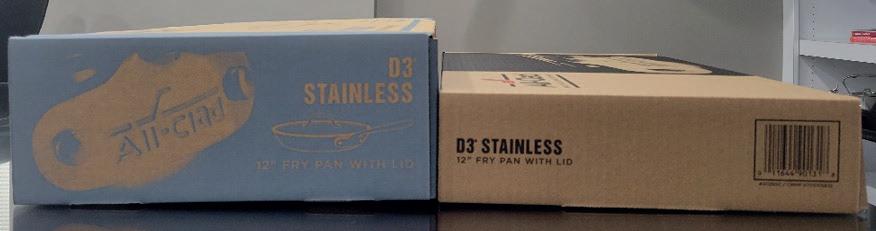 All-Clad
D3®
STAINLESS
12" FRY PAN WITH LID
D3® STAINLESS
12" FRY PAN WITH LID